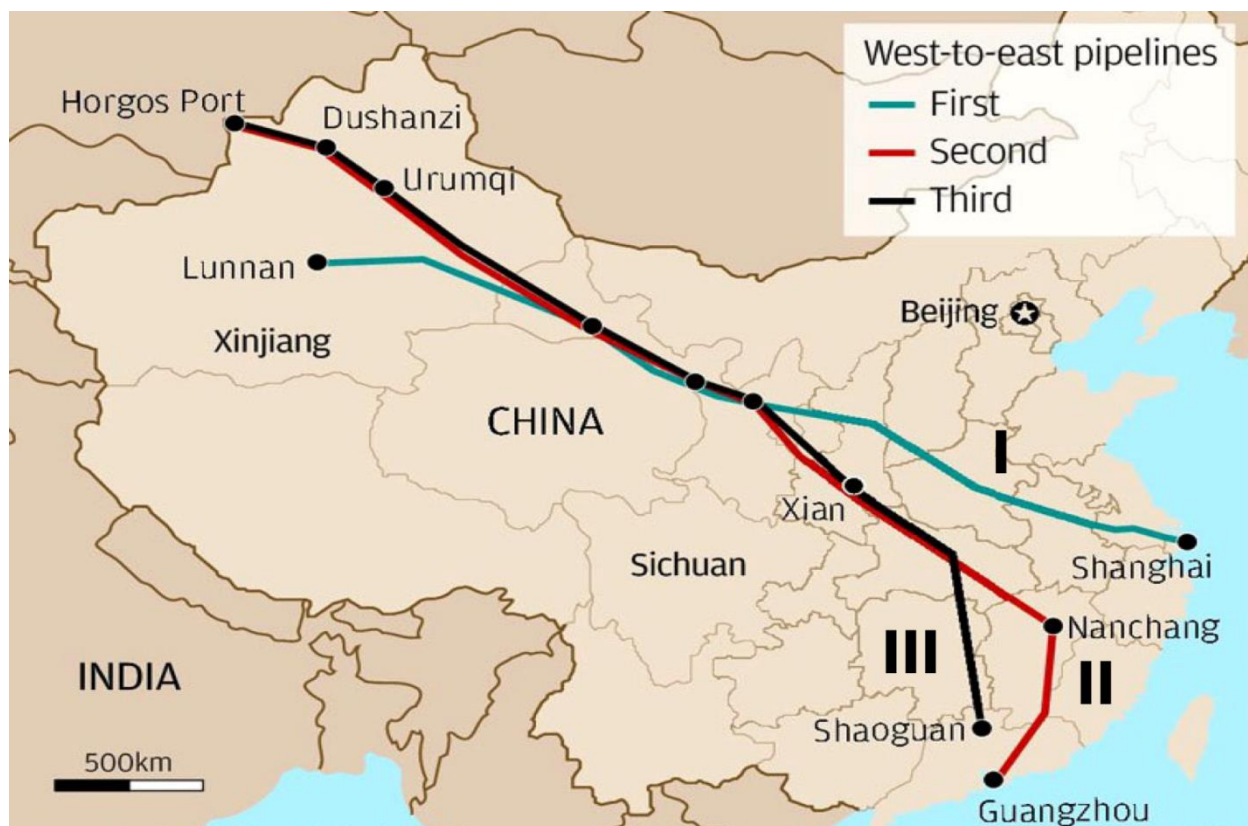 West-to-east pipelines
First
Second
Third
Horgos Port
Dushanzi
Urumqi
Lunnan
Xinjiang
Beijing
CHINA
I
Xian
Sichuan
Shanghai
Nanchang
III
II
INDIA
Shaoguan
500km
Guangzhou